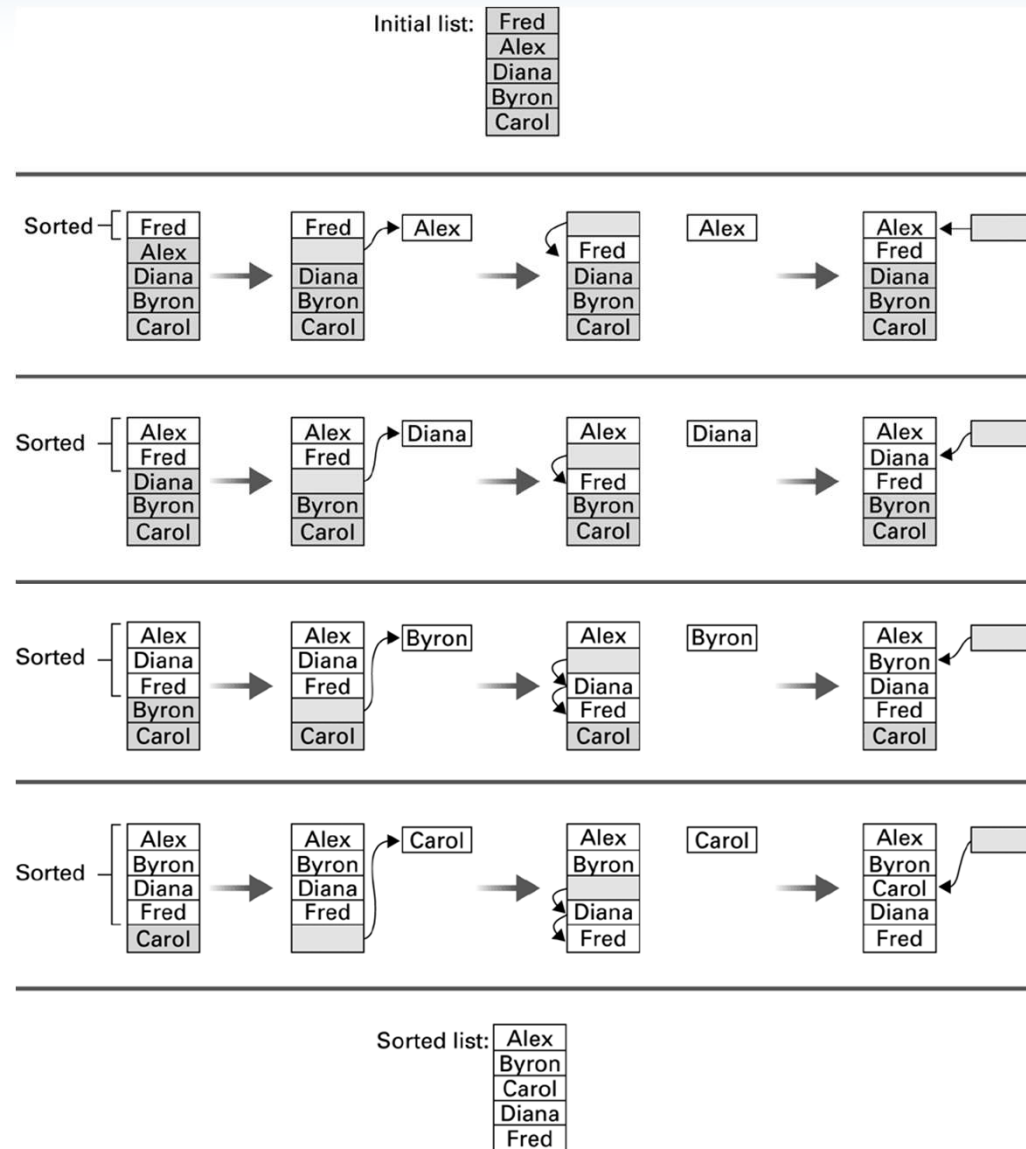 Initial list:
Fred
Alex
Diana
Byron
Carol
Sorted
Fred
Alex
Diana
Byron
Carol
Fred
Diana
Byron
Carol
Alex
Fred
Diana
Byron
Carol
Alex
Alex
Fred
Diana
Byron
Carol
Sorted
Alex
Fred
Diana
Byron
Carol
Alex
Fred
Byron
Carol
Diana
Alex
Fred
Byron
Carol
Diana
Alex
Diana
Fred
Byron
Carol
Sorted
Alex
Diana
Fred
Byron
Carol
Alex
Diana
Fred
Carol
Byron
Alex
Diana
Fred
Carol
Byron
Alex
Byron
Diana
Fred
Carol
Sorted
Alex
Byron
Diana
Fred
Carol
Alex
Byron
Diana
Fred
Carol
Alex
Byron
Diana
Fred
Carol
Alex
Byron
Carol
Diana
Fred
Sorted list:
Alex
Byron
Carol
Diana
Fred